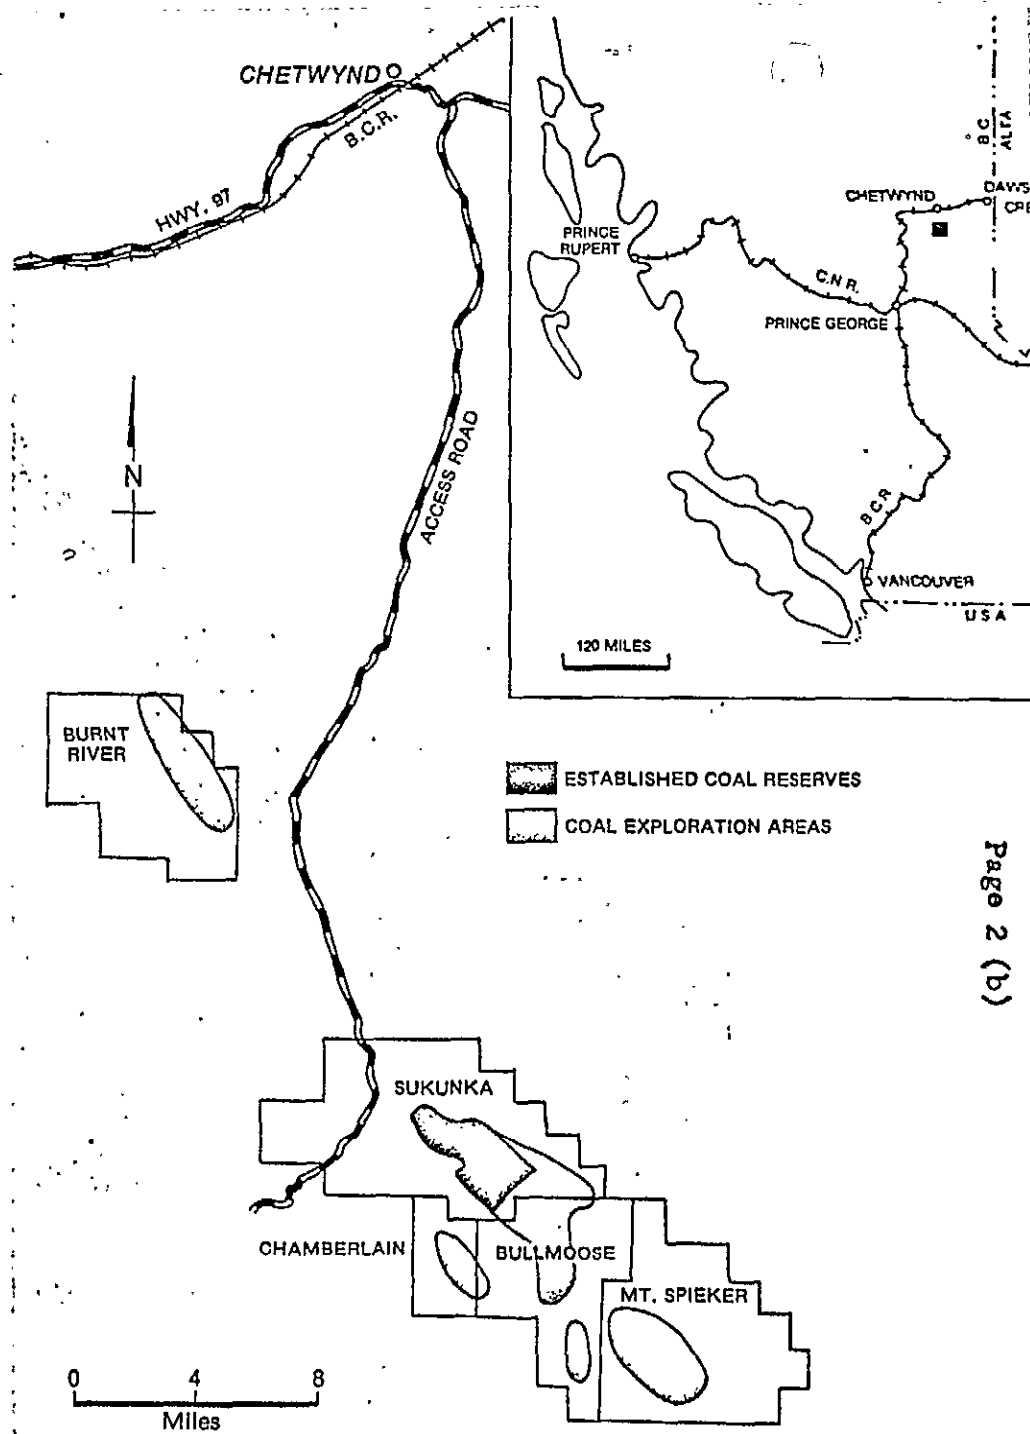 CHETWYND
B.C.R.
HWY. 97
ACCESS ROAD
N
B.C.
ALTA
CHETWYND
PRINCE
RUPERT
C.N.R.
PRINCE GEORGE
B.C.R.
VANCOUVER
USA
120 MILES
BURNT
RIVER
ESTABLISHED COAL RESERVES
COAL EXPLORATION AREAS
Page 2 (b)
SUKUNKA
CHAMBERLAIN
BULLMOOSE
MT. SPIEKER
0 4 8
Miles